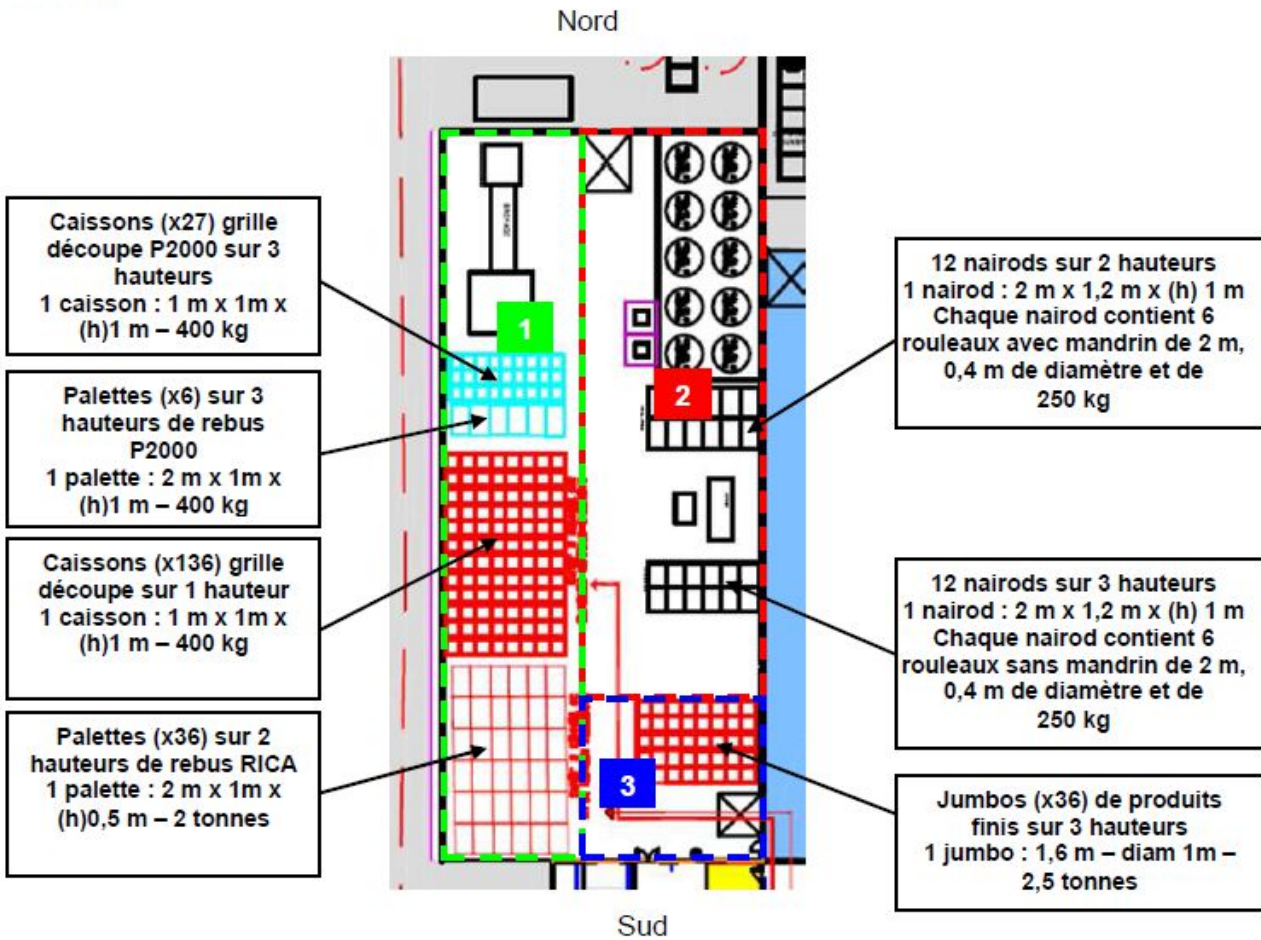 Nord
Caissons (x27) grille
découpe P2000 sur 3
hauteurs
1 caisson : 1 m x 1m x
(h)1 m – 400 kg
Palettes (x6) sur 3
hauteurs de rebus
P2000
1 palette : 2 m x 1m x
(h)1 m – 400 kg
Caissons (x136) grille
découpe sur 1 hauteur
1 caisson : 1 m x 1m x
(h)1 m – 400 kg
Palettes (x36) sur 2
hauteurs de rebus RICA
1 palette : 2 m x 1m x
(h)0,5 m – 2 tonnes
1
2
3
12 nairods sur 2 hauteurs
1 nairod : 2 m x 1,2 m x (h) 1 m
Chaque nairod contient 6
rouleaux avec mandrin de 2 m,
0,4 m de diamètre et de
250 kg
12 nairods sur 3 hauteurs
1 nairod : 2 m x 1,2 m x (h) 1 m
Chaque nairod contient 6
rouleaux sans mandrin de 2 m,
0,4 m de diamètre et de
250 kg
Jumbos (x36) de produits
finis sur 3 hauteurs
1 jumbo : 1,6 m – diam 1m –
2,5 tonnes
Sud